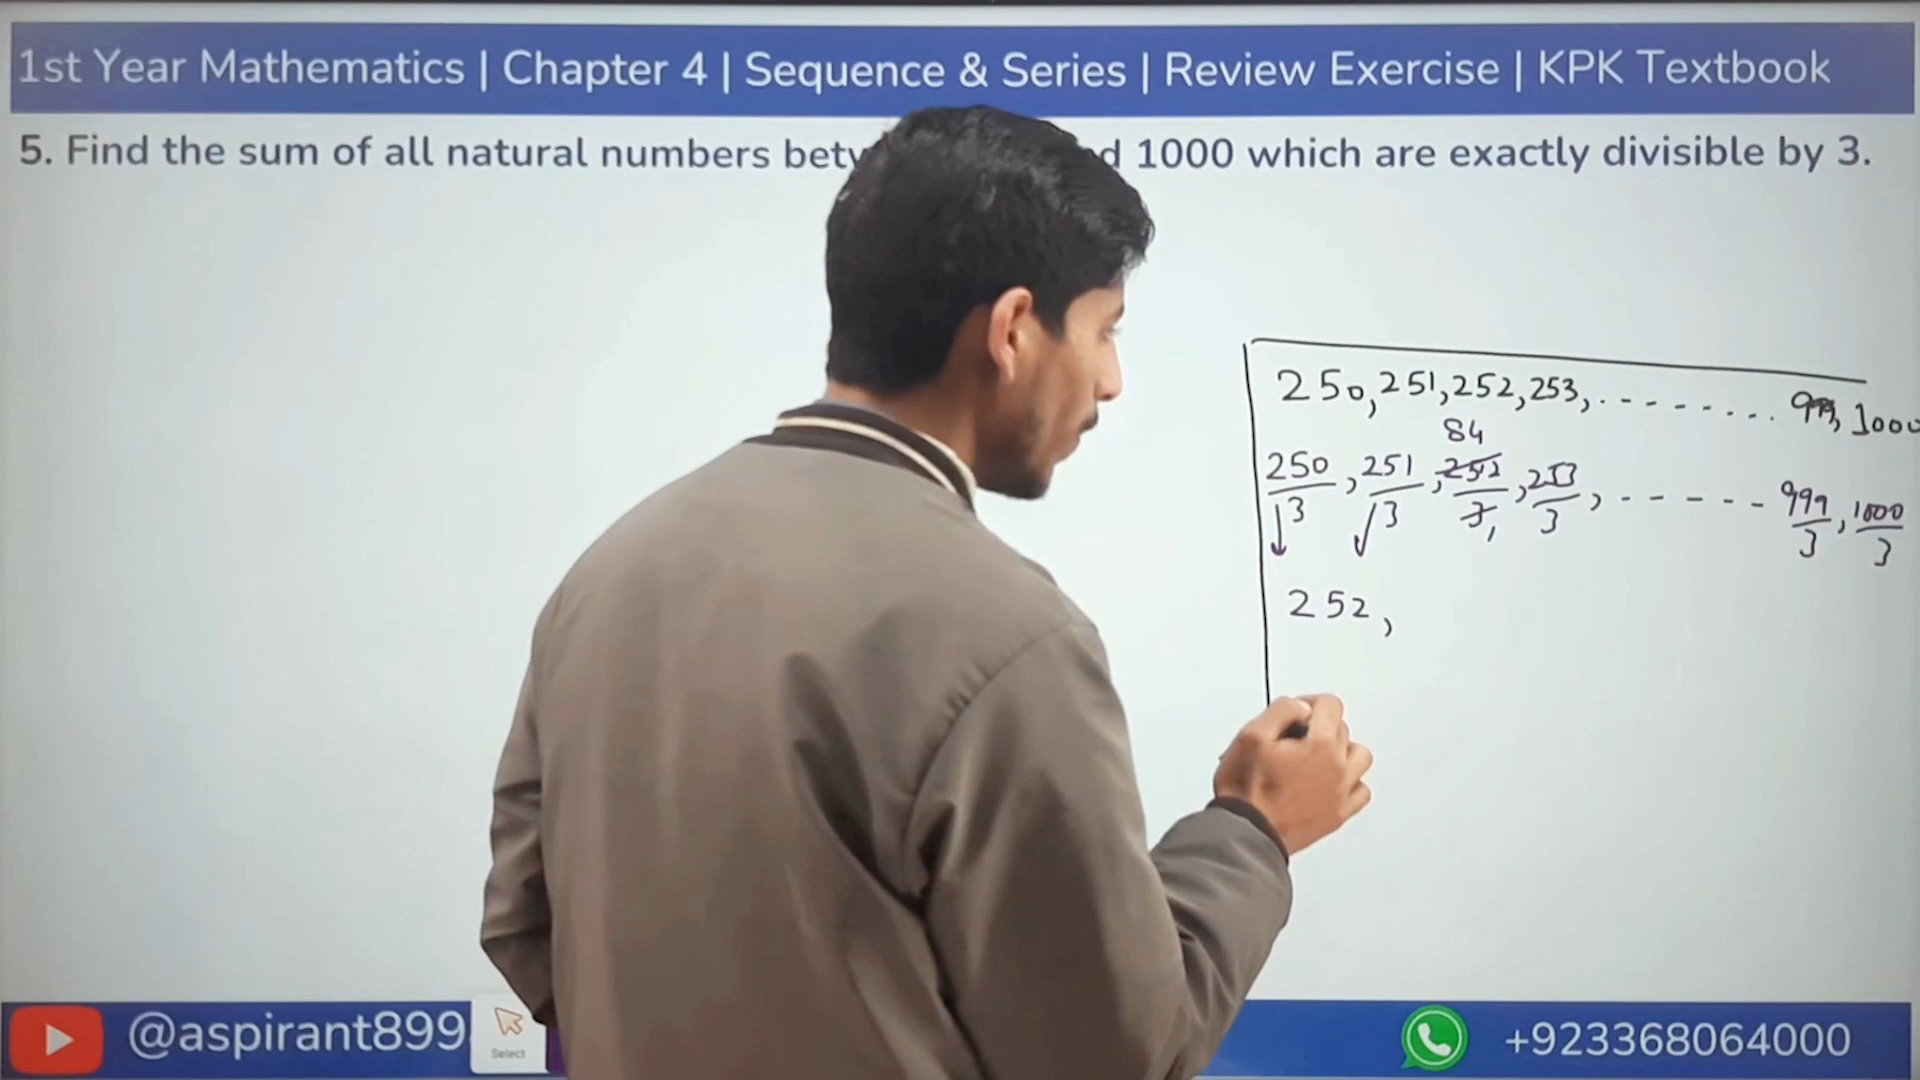 1st Year Mathematics | Chapter 4 | Sequence & Series | Review Exercise | KPK Textbook
5. Find the sum of all natural numbers 1000 which are exactly divisible by 3.
250, 251, 252, 253, . - - - - - - . . 999, 1000
84
250/3, 251/3, 252/3, 253/3, - - - - - 999/3, 1000/3
1
252,
@aspirant899
Select
+923368064000